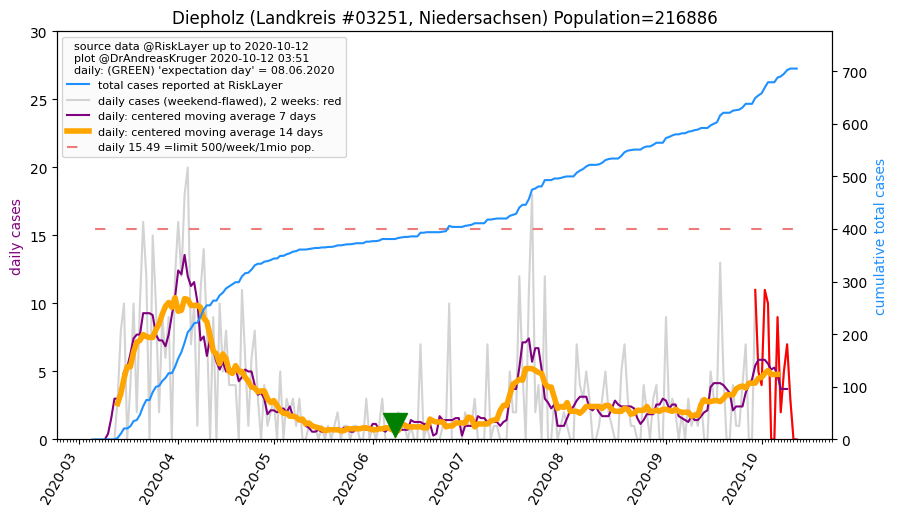 Diepholz (Landkreis #03251, Niedersachsen) Population=216886
source data @RiskLayer up to 2020-10-12
plot @DrAndreasKruger 2020-10-12 03:51
daily: (GREEN) 'expectation day' = 08.06.2020
total cases reported at RiskLayer
daily cases (weekend-flawed), 2 weeks: red
daily: centered moving average 7 days
daily: centered moving average 14 days
daily 15.49 =limit 500/week/1mio pop.
daily cases
30
25
20
15
10
5
0
cumulative total cases
700
600
500
400
300
200
100
0
2020-03
2020-04
2020-05
2020-06
2020-07
2020-08
2020-09
2020-10